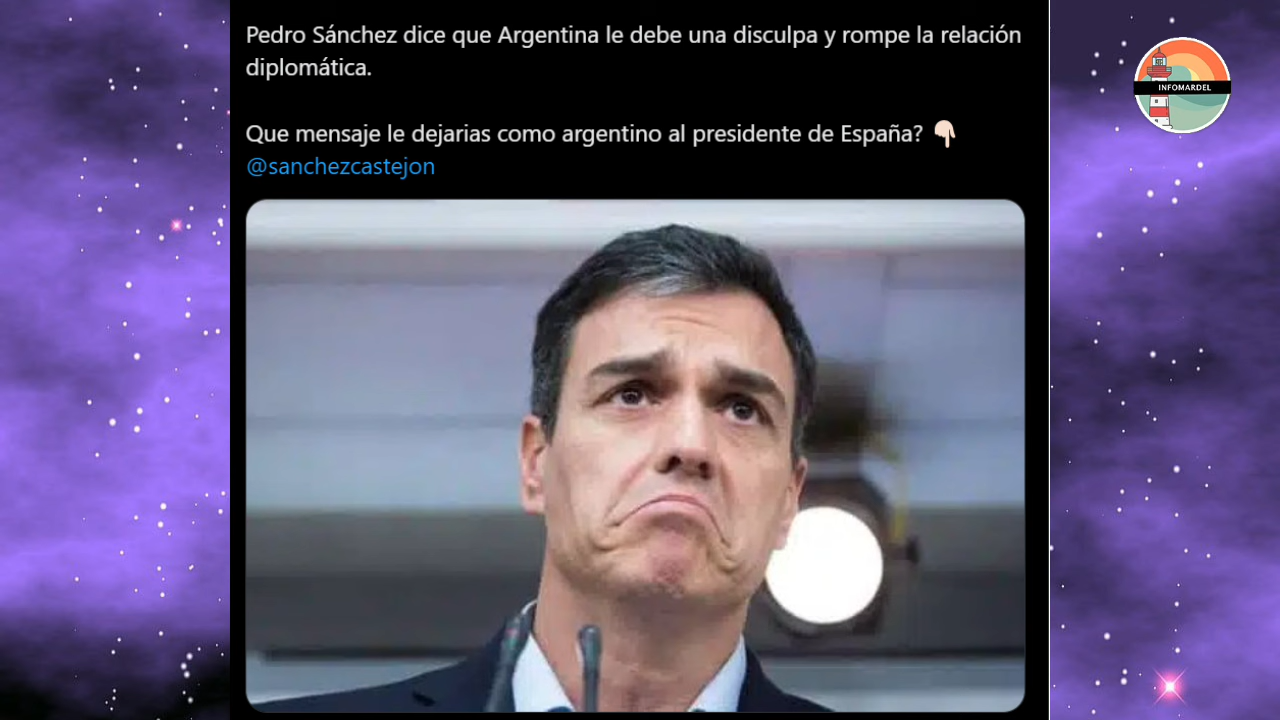 Pedro Sánchez dice que Argentina le debe una disculpa y rompe la relación
diplomática.
Que mensaje le dejarias como argentino al presidente de España? 👇🏻
@sanchezcastejon
INFOMARDEL